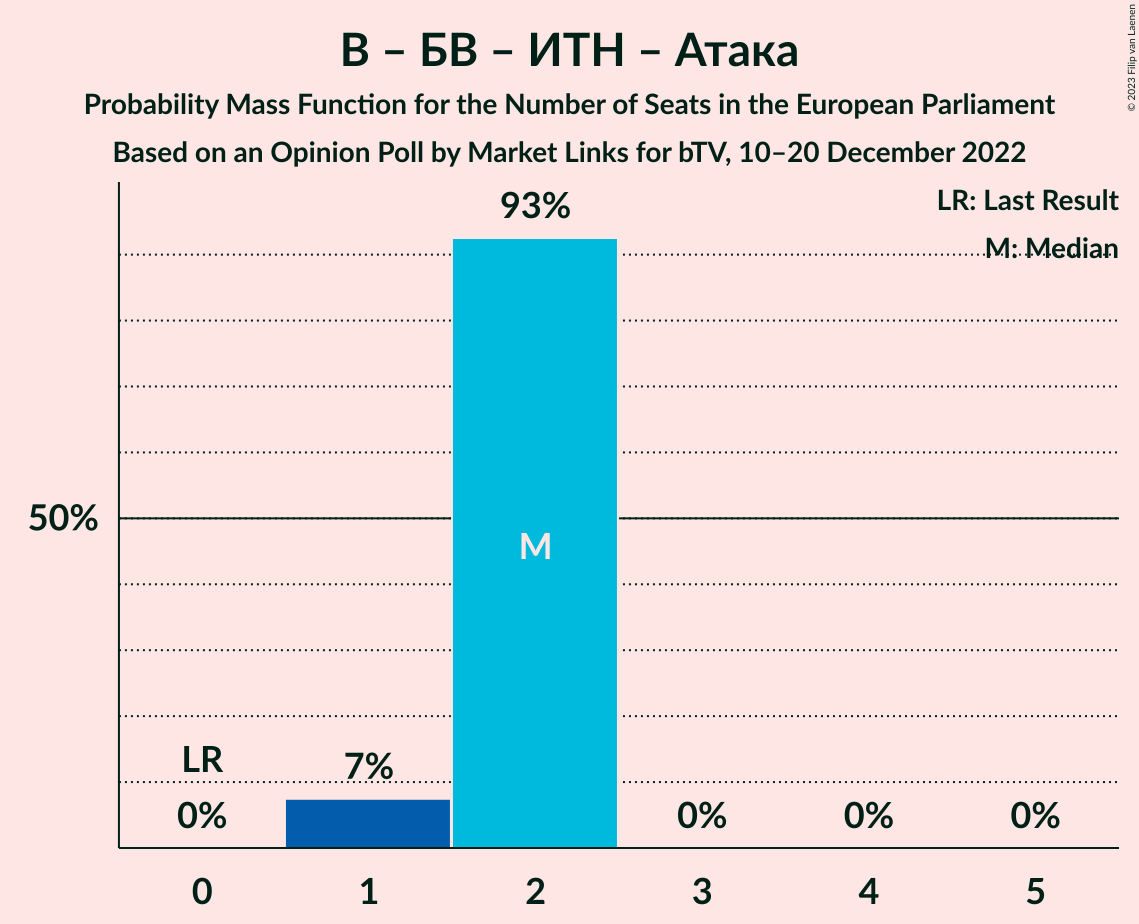 В – БВ – ИТН – Атака
Probability Mass Function for the Number of Seats in the European Parliament
Based on an Opinion Poll by Market Links for bTV, 10–20 December 2022
© 2023 Filip van Laenen
LR: Last Result
M: Median
93%
50%
M
LR
7%
0%
0%
0%
0%
0 1 2 3 4 5